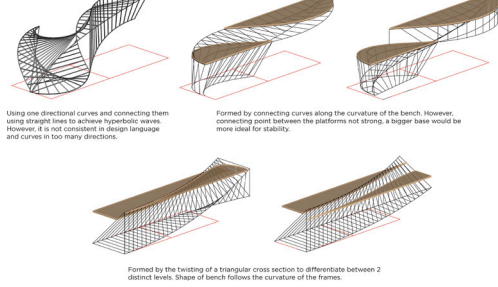 Using one directional curves and connecting them
using straight lines to achieve hyperbolic waves.
However, it is not consistent in design language
and curves in too many directions.
Formed by connecting curves along the curvature of the bench. However,
connecting point between the platforms not strong, a bigger base would be
more ideal for stability.
Formed by the twisting of a triangular cross section to differentiate between 2
distinct levels. Shape of bench follows the curvature of the frames.